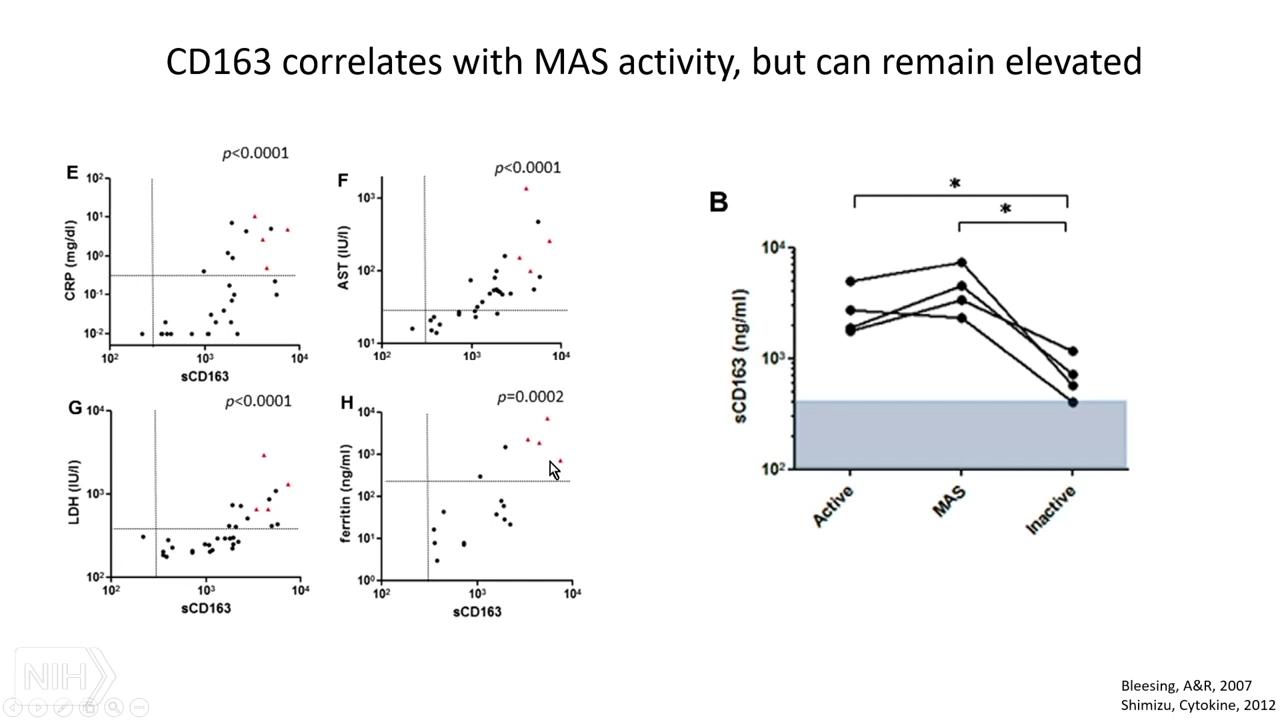 CD163 correlates with MAS activity, but can remain elevated
E
p<0.0001
CRP (mg/dl)
10²
10¹
10⁰
10⁻¹
10⁻²
10² 10³ 10⁴
sCD163
F
p<0.0001
AST (IU/l)
10³
10²
10¹
10² 10³ 10⁴
sCD163
G
p<0.0001
LDH (IU/l)
10⁴
10³
10²
10² 10³ 10⁴
sCD163
H
p=0.0002
ferritin (ng/ml)
10⁴
10³
10²
10¹
10⁰
10² 10³ 10⁴
sCD163
B
*
*
sCD163 (ng/ml)
10⁴
10³
10²
Active MAS Inactive
NIH
Bleesing, A&R, 2007
Shimizu, Cytokine, 2012